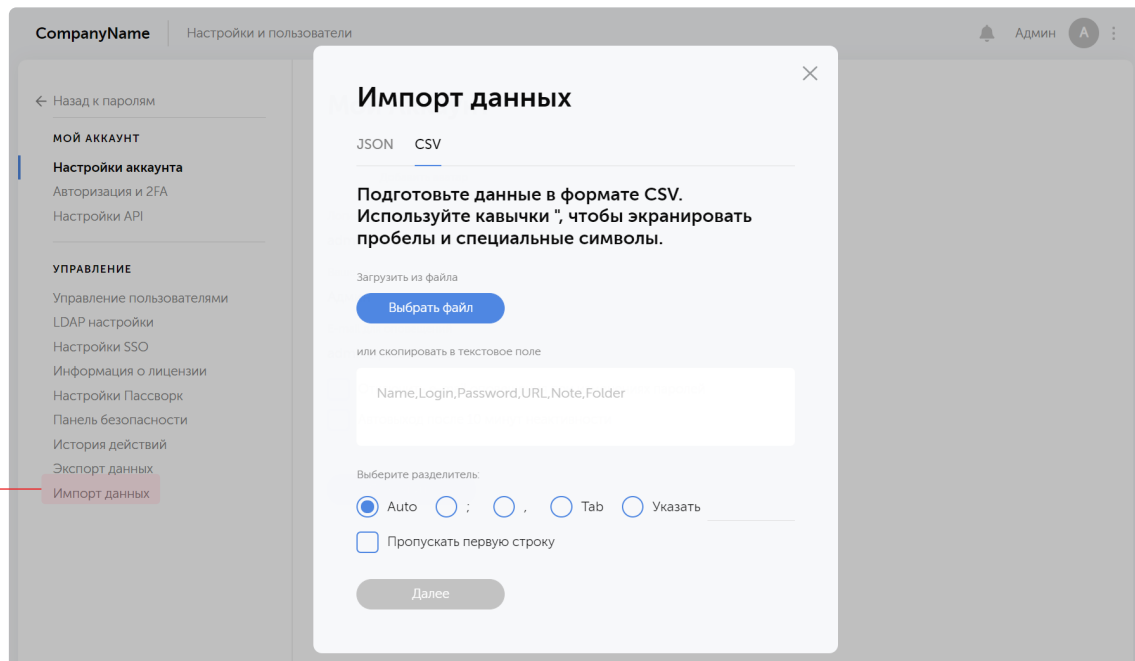 CompanyName
Настройки и пользователи
Админ
A
Назад к паролям
МОЙ АККАУНТ
Настройки аккаунта
Авторизация и 2FA
Настройки API
УПРАВЛЕНИЕ
Управление пользователями
LDAP настройки
Настройки SSO
Информация о лицензии
Настройки Пассворк
Панель безопасности
История действий
Экспорт данных
Импорт данных
Импорт данных
JSON
CSV
Подготовьте данные в формате CSV.
Используйте кавычки ", чтобы экранировать
пробелы и специальные символы.
Загрузить из файла
Выбрать файл
или скопировать в текстовое поле
Name,Login,Password,URL,Note,Folder
Выберите разделитель:
Auto ; , Tab Указать
Пропускать первую строку
Далее